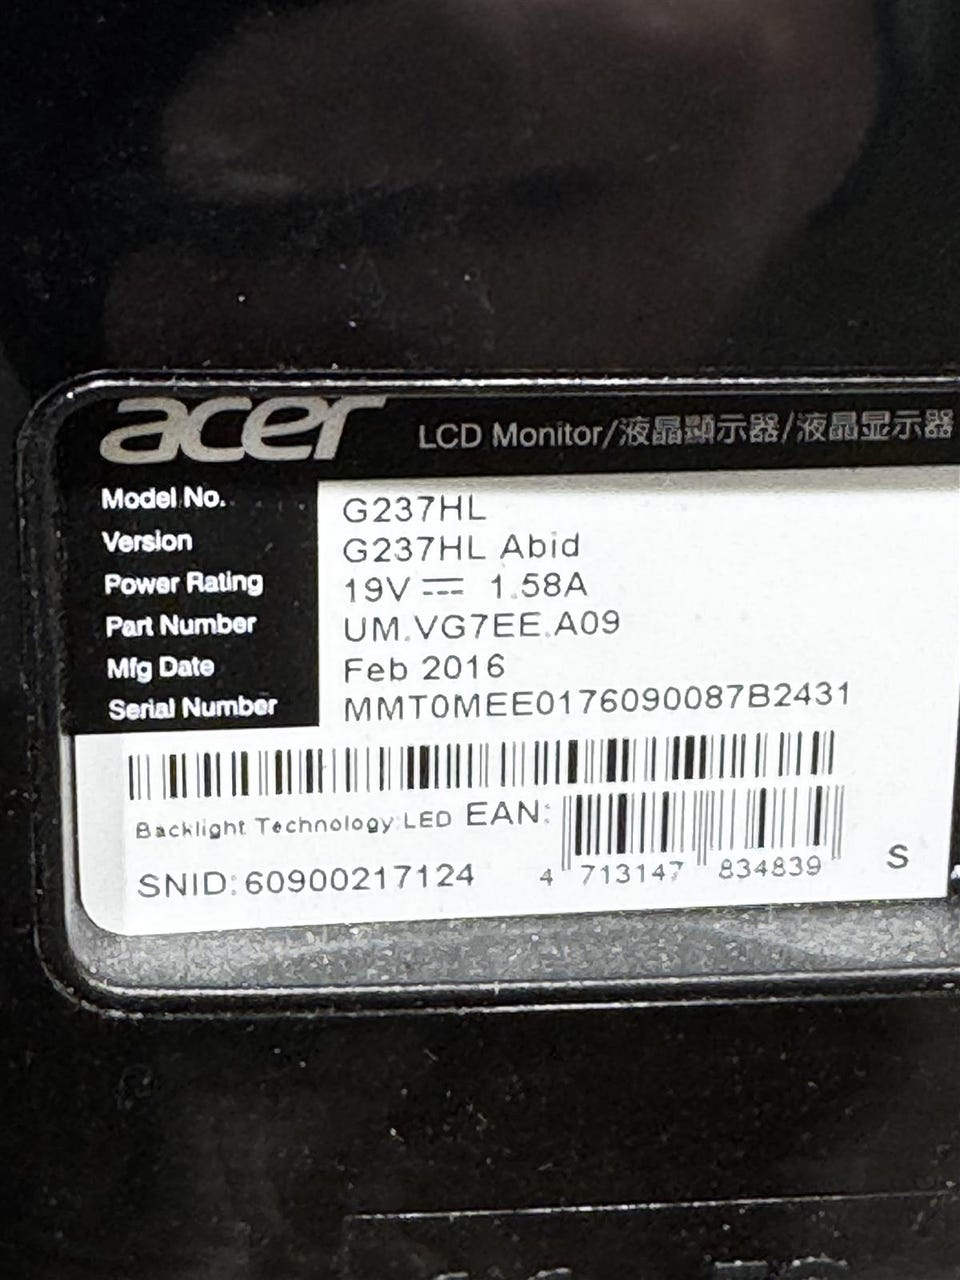 acer LCD Monitor/液晶顯示器/液晶显示器
Model No. G237HL
Version G237HL Abid
Power Rating 19V ⎓ 1.58A
Part Number UM.VG7EE.A09
Mfg Date Feb 2016
Serial Number MMT0MEE0176090087B2431
Backlight Technology:LED EAN:
SNID:60900217124 4 713147 834839 S